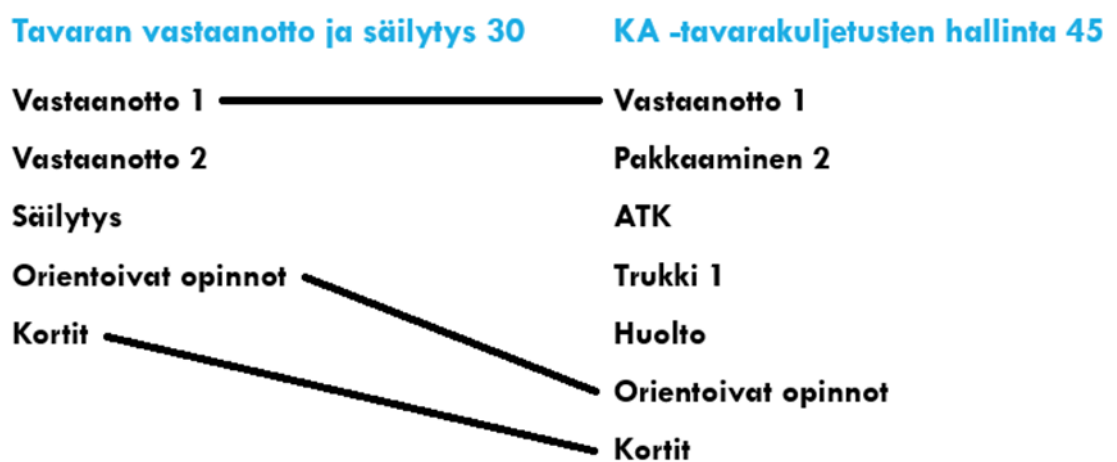 Tavaran vastaanotto ja säilytys 30
Vastaanotto 1
Vastaanotto 2
Säilytys
Orientoivat opinnot
Kortit
KA -tavarakuljetusten hallinta 45
Vastaanotto 1
Pakkaaminen 2
ATK
Trukki 1
Huolto
Orientoivat opinnot
Kortit